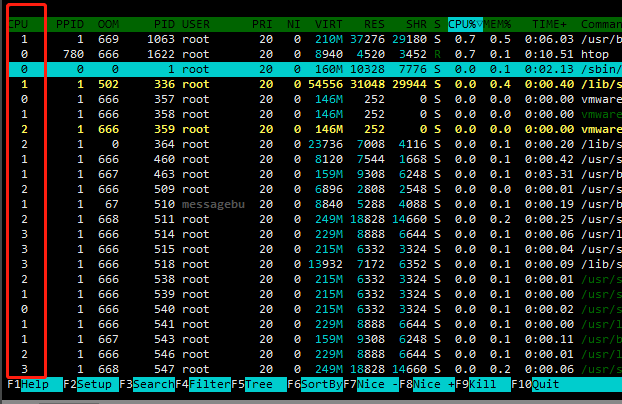 CPU PPID OOM PID USER PRI NI VIRT RES SHR S CPU%▽MEM% TIME+ Comman
1 1 669 1063 root 20 0 210M 37276 29180 S 0.7 0.5 0:06.03 /usr/b
0 780 666 1622 root 20 0 8940 4520 3452 R 0.7 0.1 0:10.51 htop
0 0 0 1 root 20 0 160M 10328 7776 S 0.0 0.1 0:02.13 /sbin/
1 1 502 336 root 20 0 54556 31048 29944 S 0.0 0.4 0:00.40 /lib/s
0 1 666 357 root 20 0 146M 252 0 S 0.0 0.0 0:00.00 vmware
1 1 666 358 root 20 0 146M 252 0 S 0.0 0.0 0:00.00 vmware
2 1 666 359 root 20 0 146M 252 0 S 0.0 0.0 0:00.00 vmware
2 1 0 364 root 20 0 23736 7008 4116 S 0.0 0.1 0:00.20 /lib/s
1 1 666 460 root 20 0 8120 7544 1668 S 0.0 0.1 0:00.42 /usr/s
1 1 667 463 root 20 0 159M 9308 6248 S 0.0 0.1 0:03.31 /usr/b
2 1 666 509 root 20 0 6896 2808 2548 S 0.0 0.0 0:00.01 /usr/s
1 1 67 510 messagebu 20 0 8840 5288 4088 S 0.0 0.1 0:00.19 /usr/b
2 1 668 511 root 20 0 249M 18828 14660 S 0.0 0.2 0:00.25 /usr/s
3 1 666 514 root 20 0 229M 8888 6644 S 0.0 0.1 0:00.06 /usr/l
3 1 666 515 root 20 0 215M 6332 3324 S 0.0 0.1 0:00.04 /usr/s
3 1 666 518 root 20 0 13932 7172 6352 S 0.0 0.1 0:00.09 /lib/s
2 1 666 538 root 20 0 215M 6332 3324 S 0.0 0.1 0:00.01 /usr/s
1 1 666 539 root 20 0 215M 6332 3324 S 0.0 0.1 0:00.00 /usr/s
0 1 666 540 root 20 0 215M 6332 3324 S 0.0 0.1 0:00.02 /usr/s
1 1 666 541 root 20 0 229M 8888 6644 S 0.0 0.1 0:00.00 /usr/l
1 1 667 543 root 20 0 159M 9308 6248 S 0.0 0.1 0:00.11 /usr/b
2 1 666 546 root 20 0 229M 8888 6644 S 0.0 0.1 0:00.01 /usr/l
3 1 668 547 root 20 0 249M 18828 14660 S 0.0 0.2 0:00.06 /usr/s
F1Help F2Setup F3SearchF4FilterF5Tree F6SortByF7Nice -F8Nice +F9Kill F10Quit